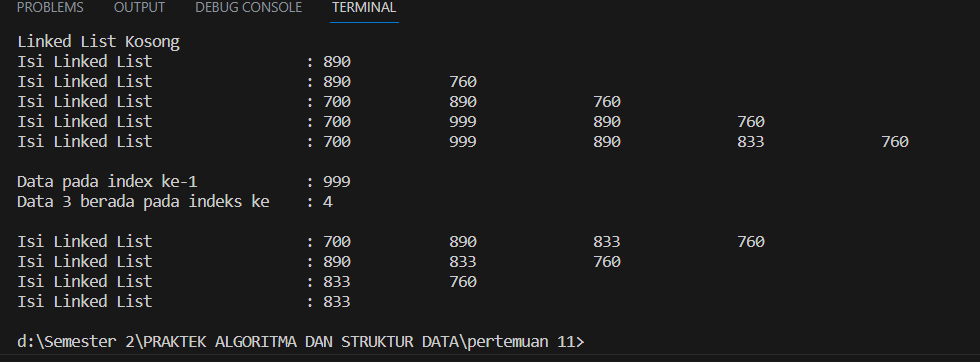 PROBLEMS OUTPUT DEBUG CONSOLE TERMINAL
Linked List Kosong
Isi Linked List : 890
Isi Linked List : 890 760
Isi Linked List : 700 890 760
Isi Linked List : 700 999 890 760
Isi Linked List : 700 999 890 833 760
Data pada index ke-1 : 999
Data 3 berada pada indeks ke : 4
Isi Linked List : 700 890 833 760
Isi Linked List : 890 833 760
Isi Linked List : 833 760
Isi Linked List : 833
d:\Semester 2\PRAKTEK ALGORITMA DAN STRUKTUR DATA\pertemuan 11>